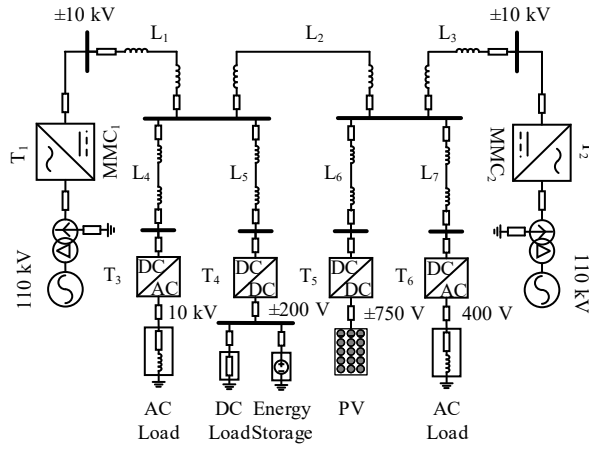 ±10 kV
±10 kV
L1
L2
L3
T1
MMC1
MMC2
L4
L5
L6
L7
110 kV
T3
DC
AC
T4
DC
DC
T5
DC
DC
T6
DC
AC
110 kV
10 kV
±200 V
±750 V
400 V
AC
Load
DC
Load
Energy
Storage
PV
AC
Load